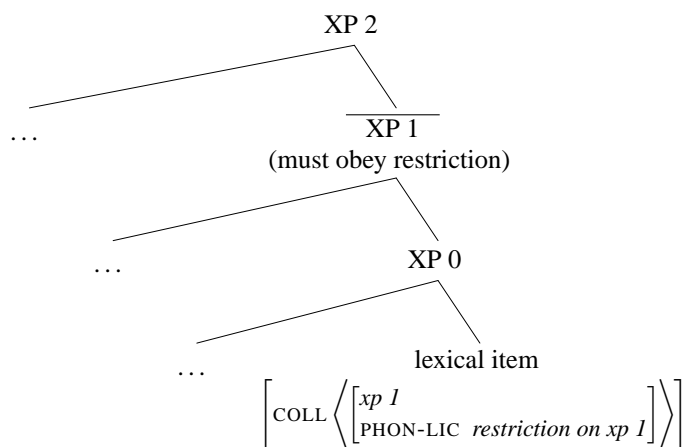 XP 2
...
XP 1
(must obey restriction)
...
XP 0
...
lexical item
[COLL ⟨[xp 1
PHON-LIC restriction on xp 1]⟩]